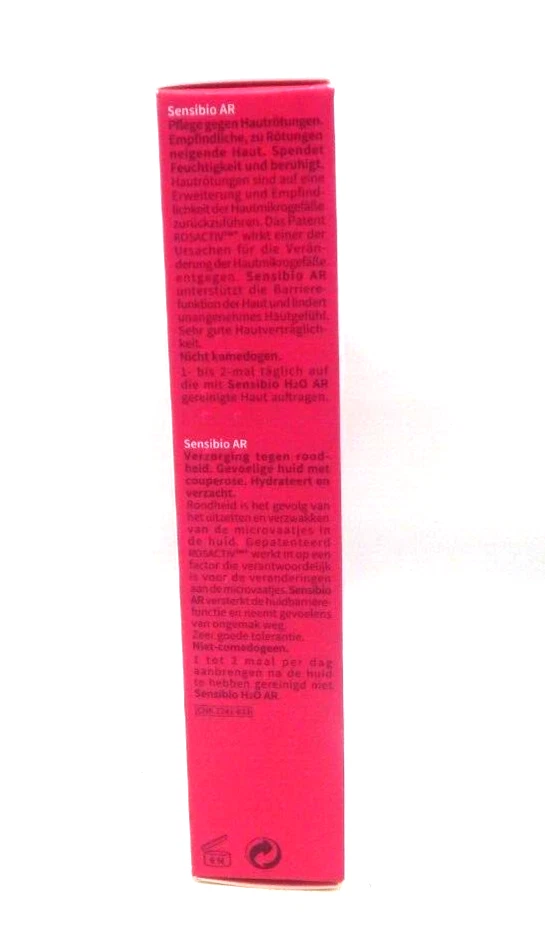 Sensibio AR
Pflege gegen Hautrötungen.
Empfindliche, zu Rötungen
neigende Haut. Spendet
Feuchtigkeit und beruhigt.
Hautrötungen sind auf eine
Erweiterung und Empfind-
lichkeit der Hautmikrogefäße
zurückzuführen. Das Patent
ROSACTIV™ wirkt einer der
Ursachen für die Verän-
derung der Hautmikrogefäße
entgegen. Sensibio AR
unterstützt die Barriere-
funktion der Haut und lindert
unangenehmes Hautgefühl.
Sehr gute Hautverträglich-
keit.
Nicht komedogen.
1- bis 2-mal täglich auf
die mit Sensibio H2O AR
gereinigte Haut auftragen.
Sensibio AR
Verzorging tegen rood-
heid. Gevoelige huid met
couperose. Hydrateert en
verzacht.
Roodheid is het gevolg van
het uitzetten en verzwakken
van de microvaatjes in
de huid. Gepatenteerd
ROSACTIV™ werkt in op een
factor die verantwoordelijk
is voor de veranderingen
aan de microvaatjes. Sensibio
AR versterkt de huidbarriere-
functie en neemt gevoelens
van ongemak weg.
Zeer goede tolerantie.
Niet-comedogeen.
1 tot 2 maal per dag
aanbrengen na de huid
te hebben gereinigd met
Sensibio H2O AR.
CNK